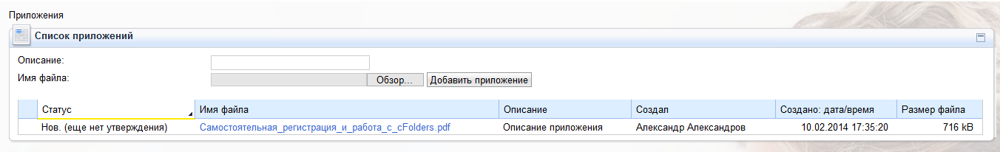 Приложения
Список приложений
Описание:
Имя файла: Обзор... Добавить приложение
Статус Имя файла Описание Создал Создано: дата/время Размер файла
Нов. (еще нет утверждения) Самостоятельная_регистрация_и_работа_с_cFolders.pdf Описание приложения Александр Александров 10.02.2014 17:35:20 716 kB